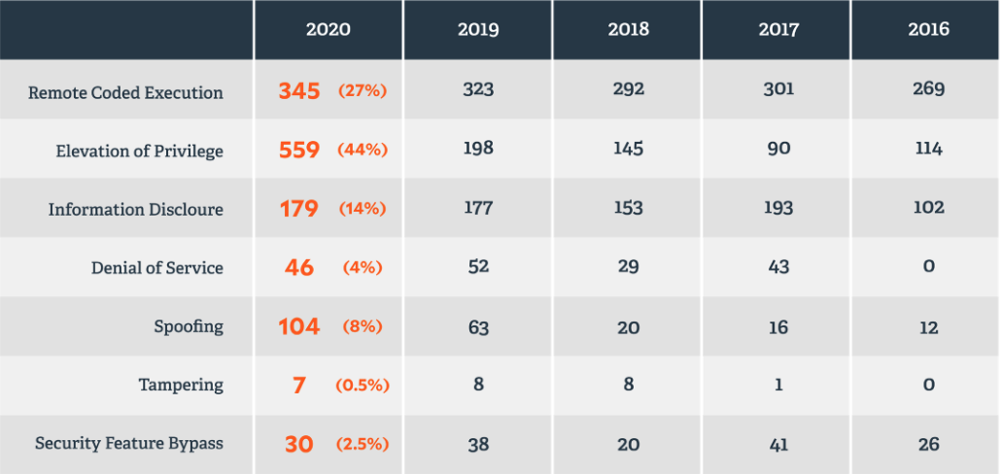 2020 2019 2018 2017 2016
Remote Coded Execution 345 (27%) 323 292 301 269
Elevation of Privilege 559 (44%) 198 145 90 114
Information Discloure 179 (14%) 177 153 193 102
Denial of Service 46 (4%) 52 29 43 0
Spoofing 104 (8%) 63 20 16 12
Tampering 7 (0.5%) 8 8 1 0
Security Feature Bypass 30 (2.5%) 38 20 41 26